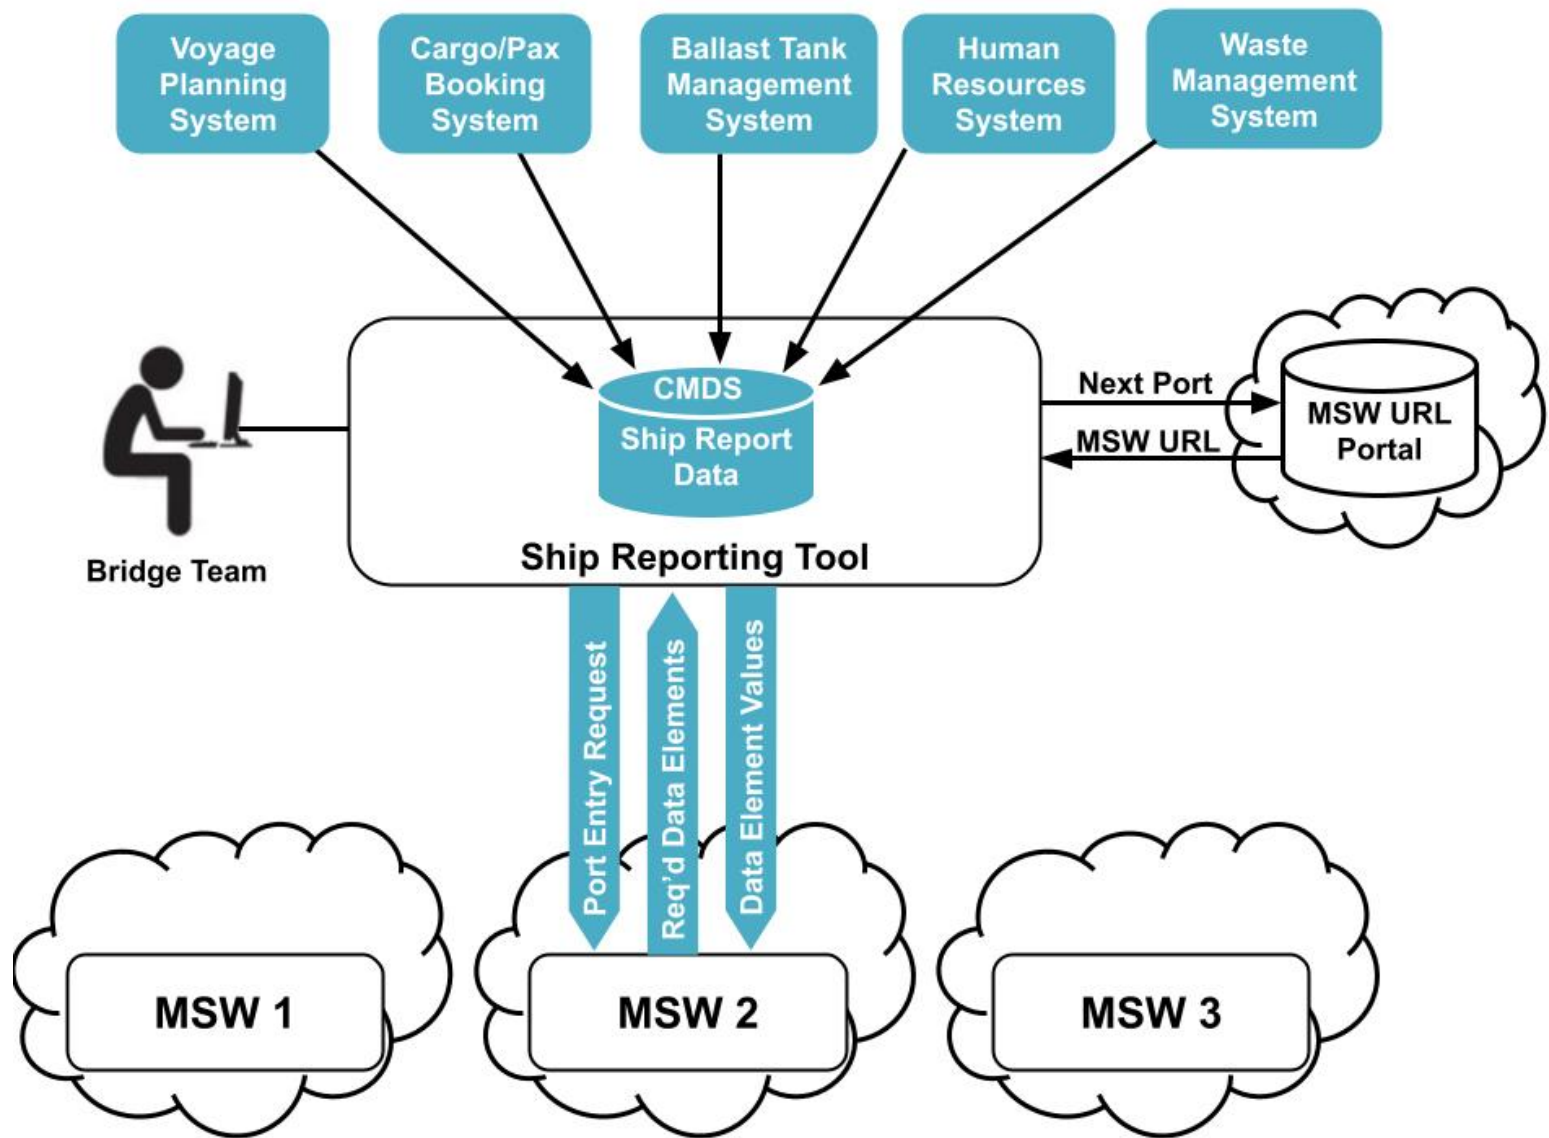 Voyage
Planning
System
Cargo/Pax
Booking
System
Ballast Tank
Management
System
Human
Resources
System
Waste
Management
System
CMDS
Ship Report
Data
Ship Reporting Tool
Bridge Team
Next Port
MSW URL
MSW URL
Portal
Port Entry Request
Req'd Data Elements
Data Element Values
MSW 1
MSW 2
MSW 3